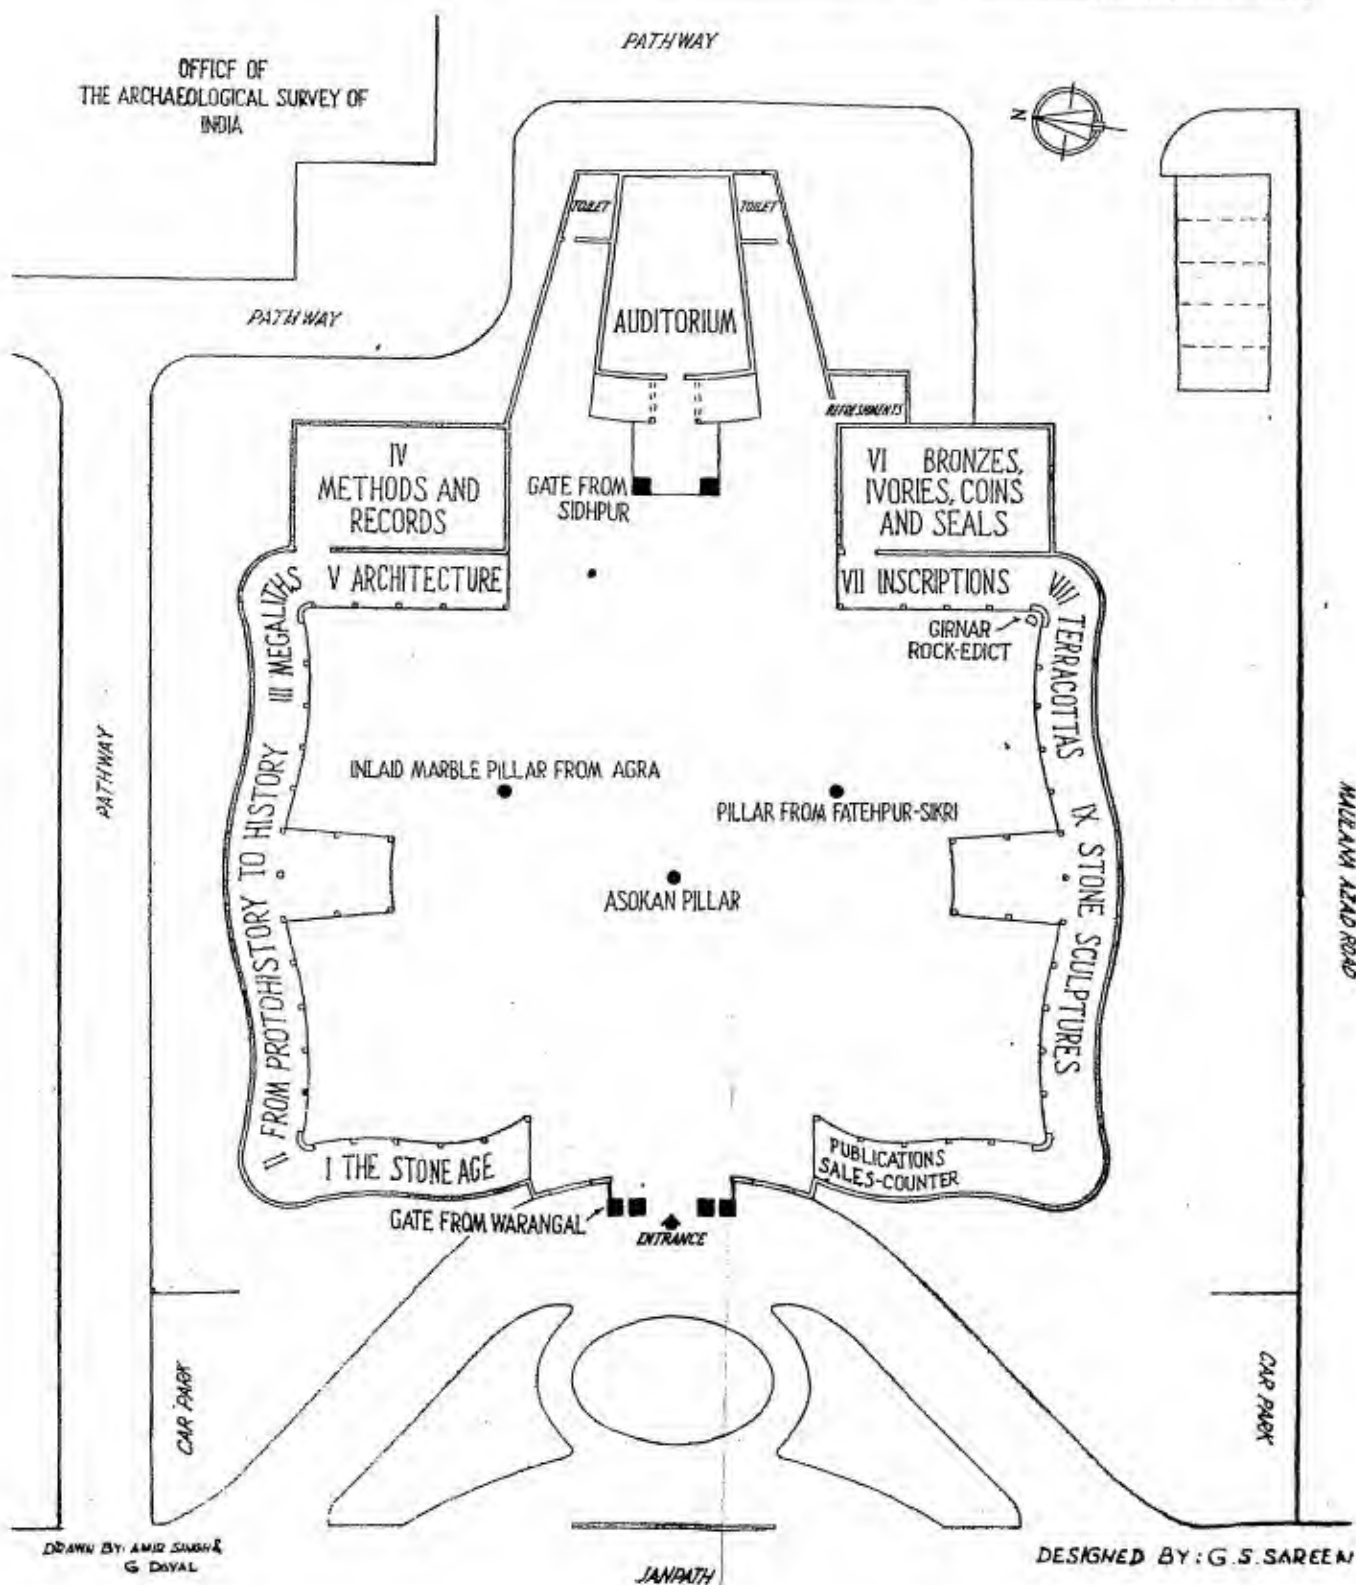 PATHWAY
OFFICF OF
THE ARCHAEOLOGICAL SURVEY OF
INDIA
N
TOILET
TOILET
PATHWAY
AUDITORIUM
REFRESHMENTS
IV
METHODS AND
RECORDS
GATE FROM
SIDHPUR
VI BRONZES,
IVORIES, COINS
AND SEALS
V ARCHITECTURE
VII INSCRIPTIONS
III MEGALITHS
VIII TERRACOTTAS
GIRNAR
ROCK-EDICT
PATHWAY
INLAID MARBLE PILLAR FROM AGRA
PILLAR FROM FATEHPUR-SIKRI
MAULANA AZAD ROAD
II FROM PROTOHISTORY TO HISTORY
ASOKAN PILLAR
IX STONE SCULPTURES
I THE STONE AGE
PUBLICATIONS
SALES-COUNTER
GATE FROM WARANGAL
ENTRANCE
CAR PARK
CAR PARK
DRAWN BY: AMIR SINGH &
G DAYAL
DESIGNED BY: G.S. SAREEN
JANPATH